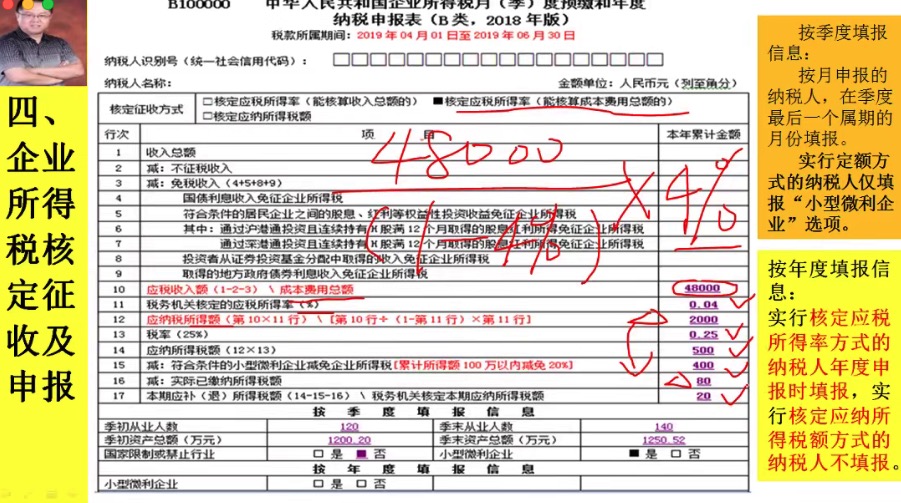 四、
企业
所得
税核
定征
收及
申报
B100000 中华人民共和国企业所得税月（季）度预缴和年度
纳税申报表（B类，2018年版）
税款所属期间：2019年04月01日至2019年06月30日
纳税人识别号（统一社会信用代码）：□□□□□□□□□□□□□□□□□□
纳税人名称： 金额单位：人民币元（列至角分）
核定征收方式 □核定应税所得率（能核算收入总额的） ■核定应税所得率（能核算成本费用总额的）
□核定应纳所得税额
行次 项 目 本年累计金额
1 收入总额
2 减：不征税收入
3 减：免税收入（4+5+8+9）
4 国债利息收入免征企业所得税
5 符合条件的居民企业之间的股息、红利等权益性投资收益免征企业所得税
6 其中：通过沪港通投资且连续持有H股满12个月取得的股息红利所得免征企业所得税
7 通过深港通投资且连续持有H股满12个月取得的股息红利所得免征企业所得税
8 投资者从证券投资基金分配中取得的收入免征企业所得税
9 取得的地方政府债券利息收入免征企业所得税
10 应税收入额（1-2-3）\ 成本费用总额 48000
11 税务机关核定的应税所得率（%） 0.04
12 应纳税所得额（第10×11行）\ [第10行÷（1-第11行）×第11行] 2000
13 税率（25%） 0.25
14 应纳所得税额（12×13） 500
15 减：符合条件的小型微利企业减免企业所得税[累计所得额100万以内减免20%] 400
16 减：实际已缴纳所得税额 80
17 本期应补（退）所得税额（14-15-16）\ 税务机关核定本期应纳所得税额 20
按 季 度 填 报 信 息
季初从业人数 120 季末从业人数 140
季初资产总额（万元） 1200.20 季末资产总额（万元） 1250.52
国家限制或禁止行业 □是 ■否 小型微利企业 ■是 □否
按 年 度 填 报 信 息
小型微利企业 □是 □否
48000
(1-4%)
×4%
按季度填报
信息：
按月申报的
纳税人，在季度
最后一个属期的
月份填报。
实行定额方
式的纳税人仅填
报“小型微利企
业”选项。
按年度填报信
息：
实行核定应税
所得率方式的
纳税人年度申
报时填报，实
行核定应纳所
得税额方式的
纳税人不填报。